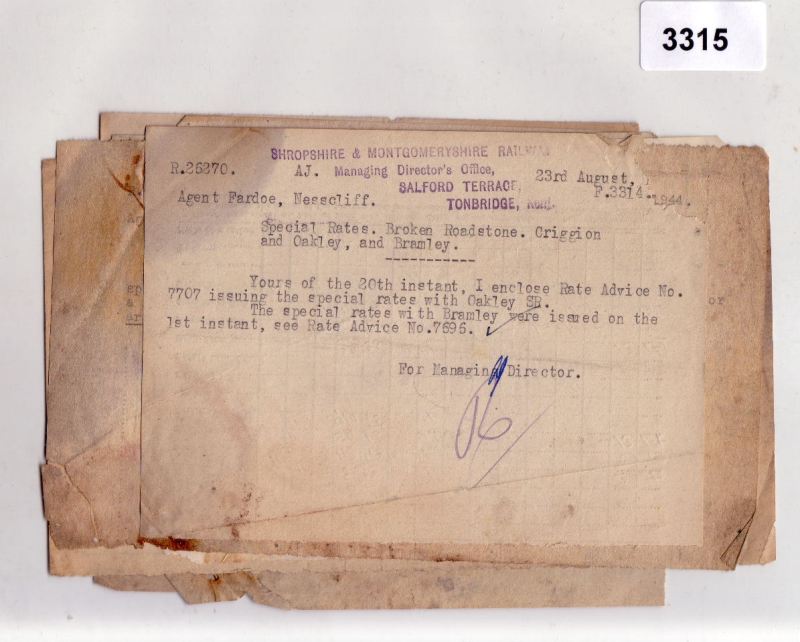 3315
SHROPSHIRE & MONTGOMERYSHIRE RAILWAY
R.26270. AJ. Managing Director's Office, 23rd August,
SALFORD TERRACE, P.3314. 1944.
Agent Fardoe, Nesscliff. TONBRIDGE, Kent.
Special Rates. Broken Roadstone. Criggion
and Oakley, and Bramley.
-----------
Yours of the 20th instant, I enclose Rate Advice No.
7707 issuing the special rates with Oakley SR.
The special rates with Bramley were issued on the
1st instant, see Rate Advice No.7696.
For Managing Director.
or